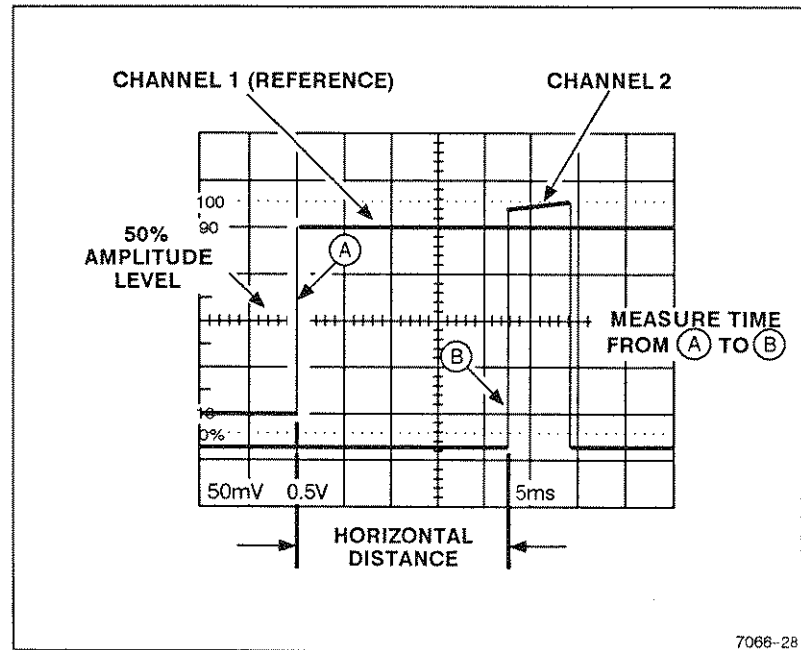 CHANNEL 1 (REFERENCE)
CHANNEL 2
100
90
50%
AMPLITUDE
LEVEL
A
MEASURE TIME
FROM A TO B
B
10
0%
50mV 0.5V 5ms
HORIZONTAL
DISTANCE
7066-28